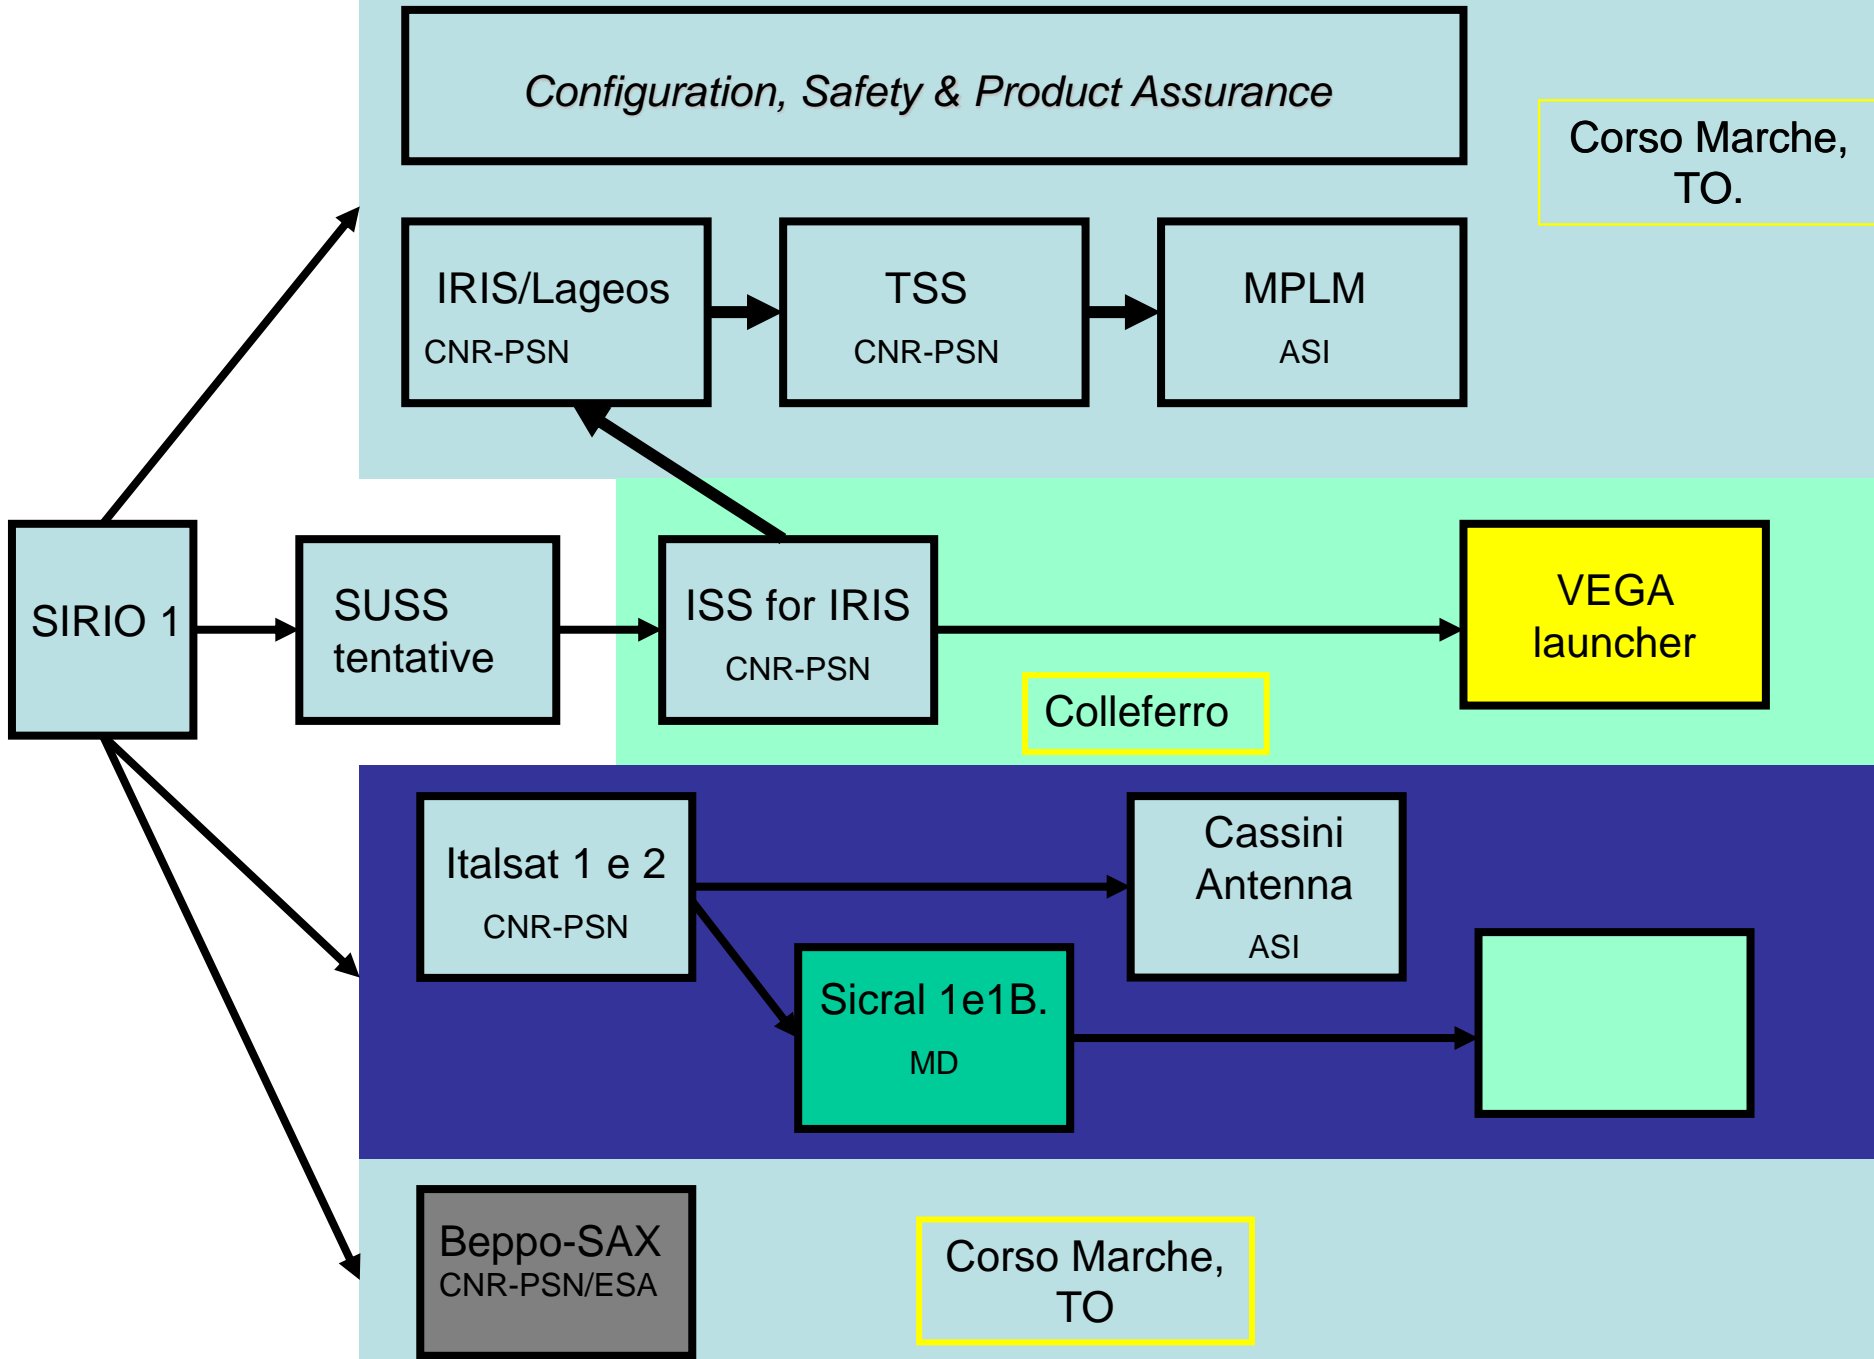 Configuration, Safety & Product Assurance
Corso Marche,
TO.
IRIS/Lageos
CNR-PSN
TSS
CNR-PSN
MPLM
ASI
SIRIO 1
SUSS
tentative
ISS for IRIS
CNR-PSN
VEGA
launcher
Colleferro
Italsat 1 e 2
CNR-PSN
Cassini
Antenna
ASI
Sicral 1e1B.
MD
Beppo-SAX
CNR-PSN/ESA
Corso Marche,
TO